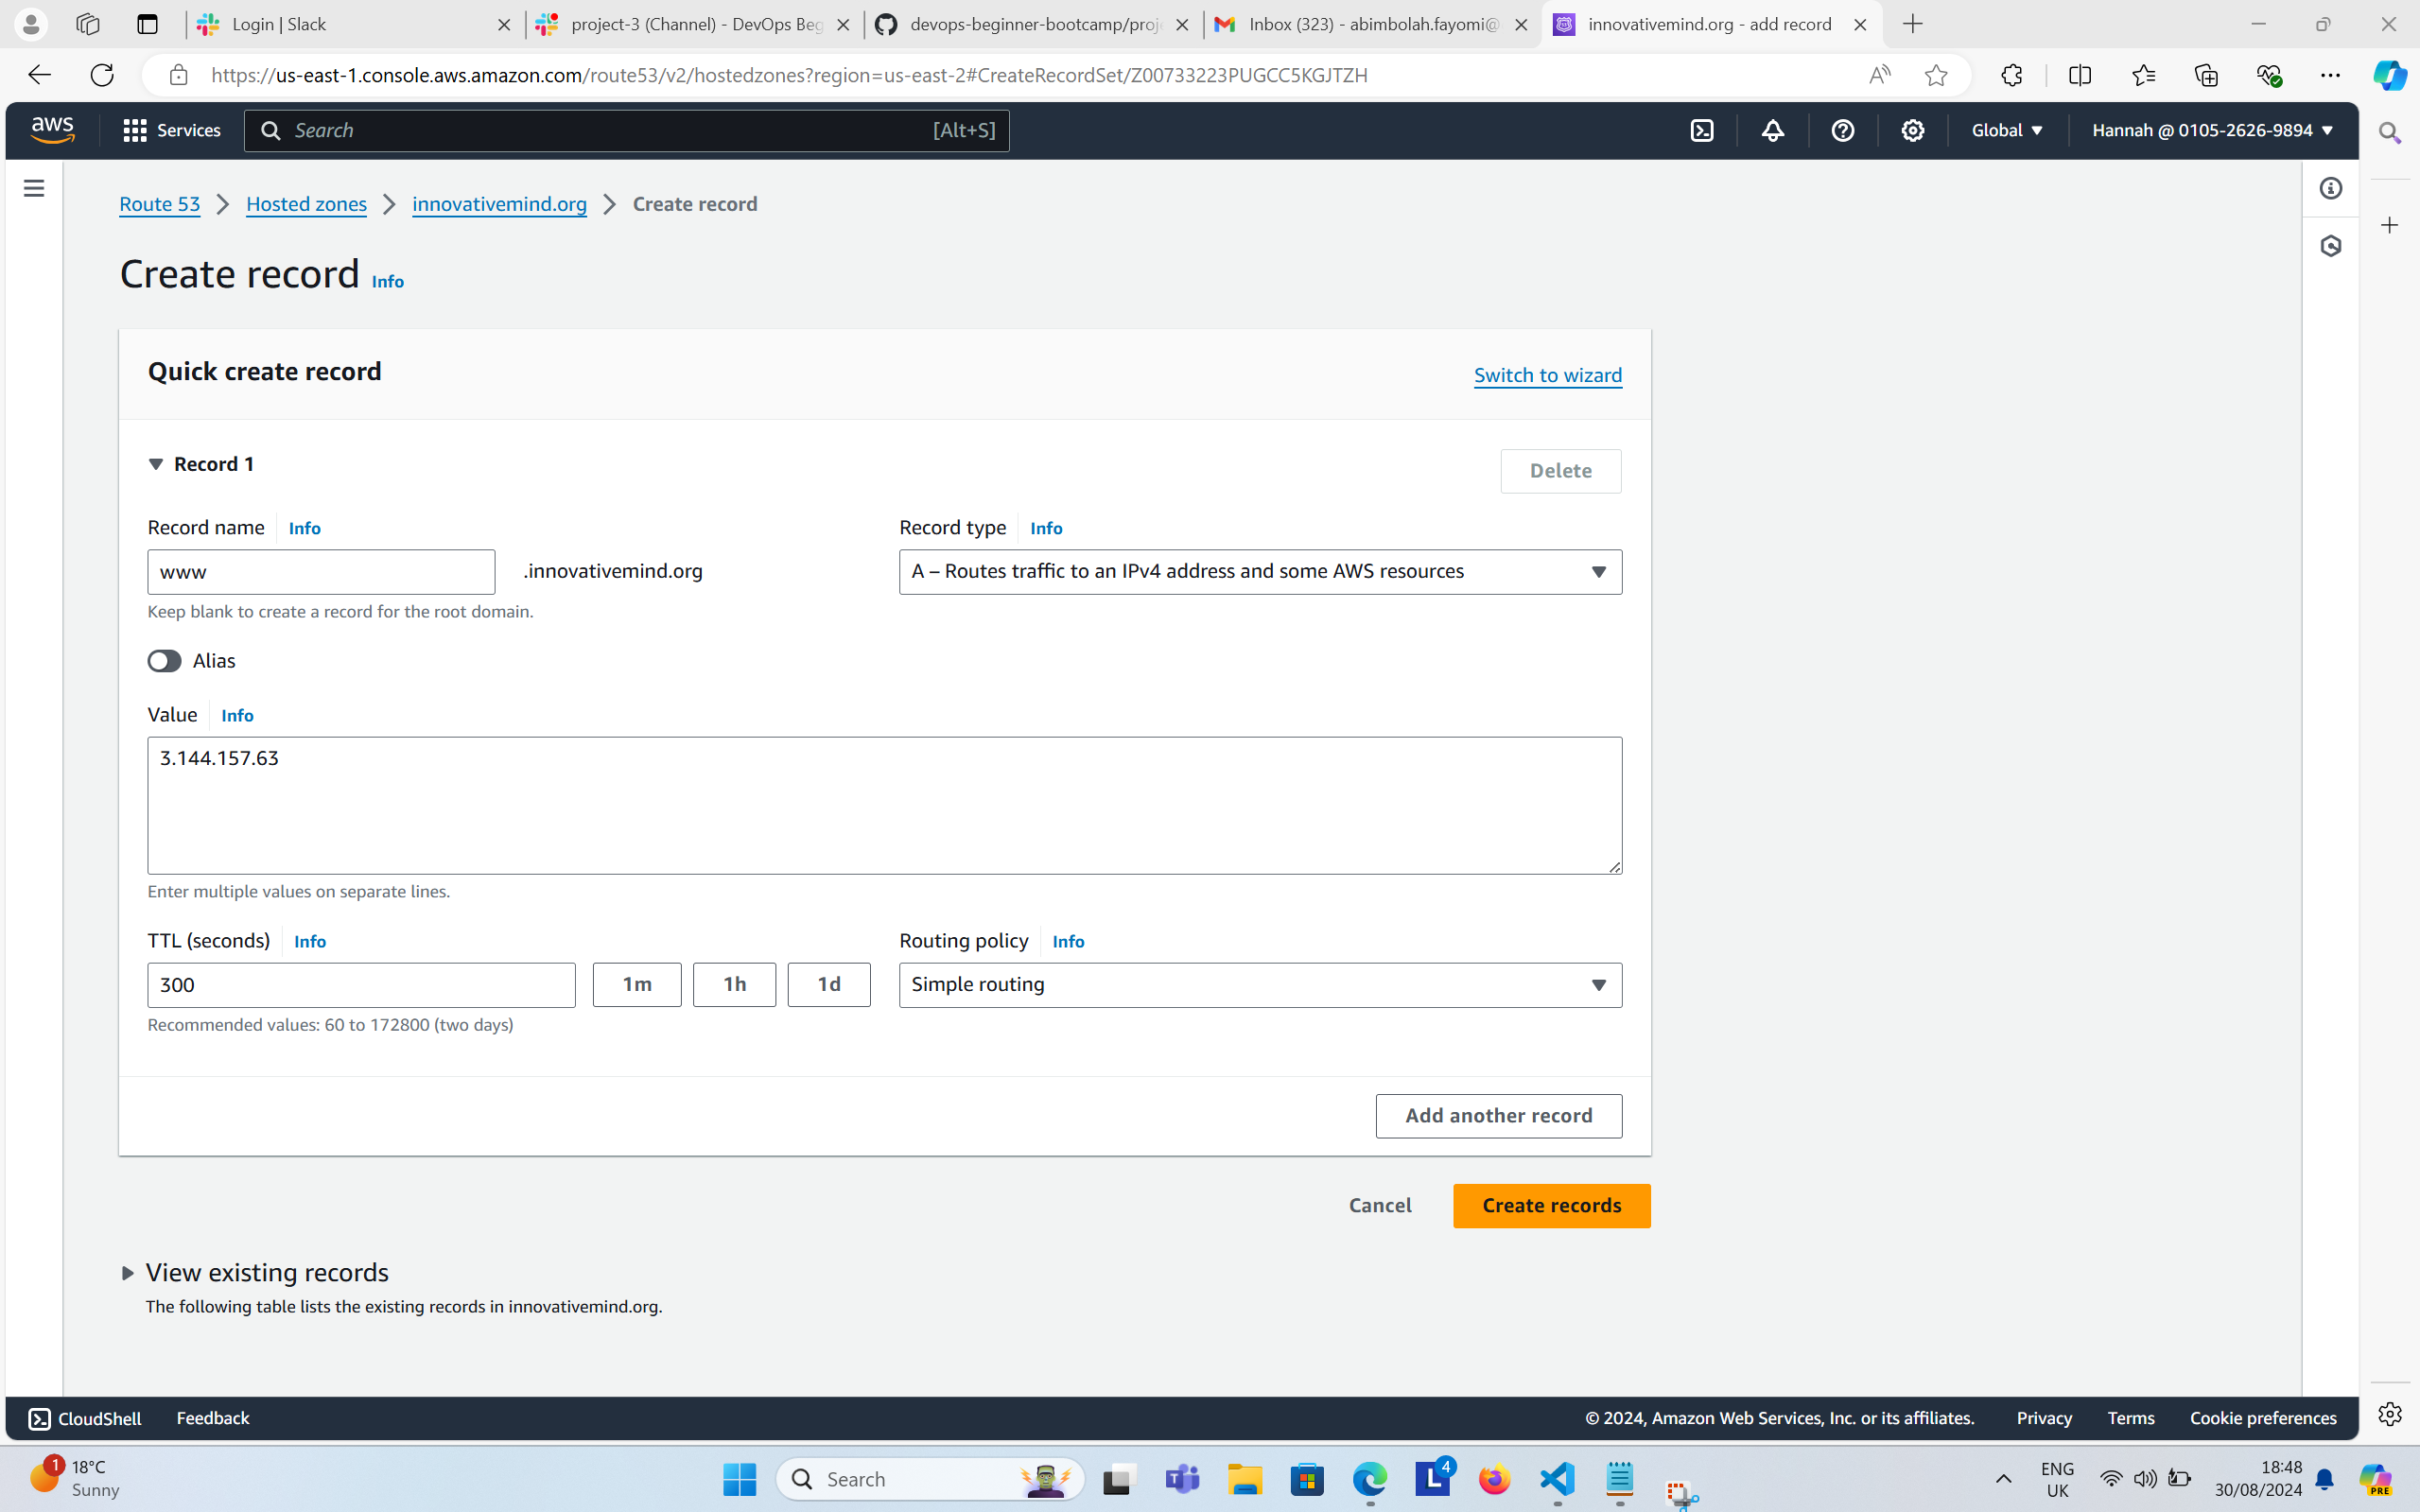 Login | Slack
project-3 (Channel) - DevOps Beg
devops-beginner-bootcamp/proje
Inbox (323) - abimbolah.fayomi@
innovativemind.org - add record
https://us-east-1.console.aws.amazon.com/route53/v2/hostedzones?region=us-east-2#CreateRecordSet/Z00733223PUGCC5KGJTZH
aws
Services
Search
[Alt+S]
Global
Hannah @ 0105-2626-9894
Route 53
Hosted zones
innovativemind.org
Create record
Create record Info
Quick create record
Switch to wizard
Record 1
Delete
Record name Info
Record type Info
www
.innovativemind.org
A – Routes traffic to an IPv4 address and some AWS resources
Keep blank to create a record for the root domain.
Alias
Value Info
3.144.157.63
Enter multiple values on separate lines.
TTL (seconds) Info
Routing policy Info
300
1m
1h
1d
Simple routing
Recommended values: 60 to 172800 (two days)
Add another record
Cancel
Create records
View existing records
The following table lists the existing records in innovativemind.org.
CloudShell
Feedback
© 2024, Amazon Web Services, Inc. or its affiliates.
Privacy
Terms
Cookie preferences
1
18°C
Sunny
Search
4
ENG
UK
18:48
30/08/2024
PRE